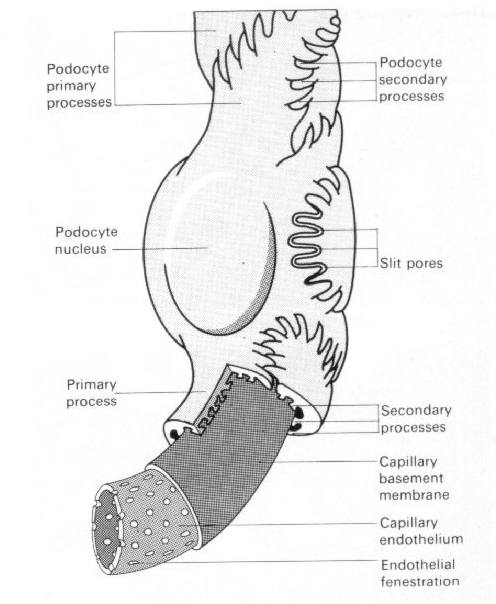 Podocyte
primary
processes
Podocyte
secondary
processes
Podocyte
nucleus
Slit pores
Primary
process
Secondary
processes
Capillary
basement
membrane
Capillary
endothelium
Endothelial
fenestration